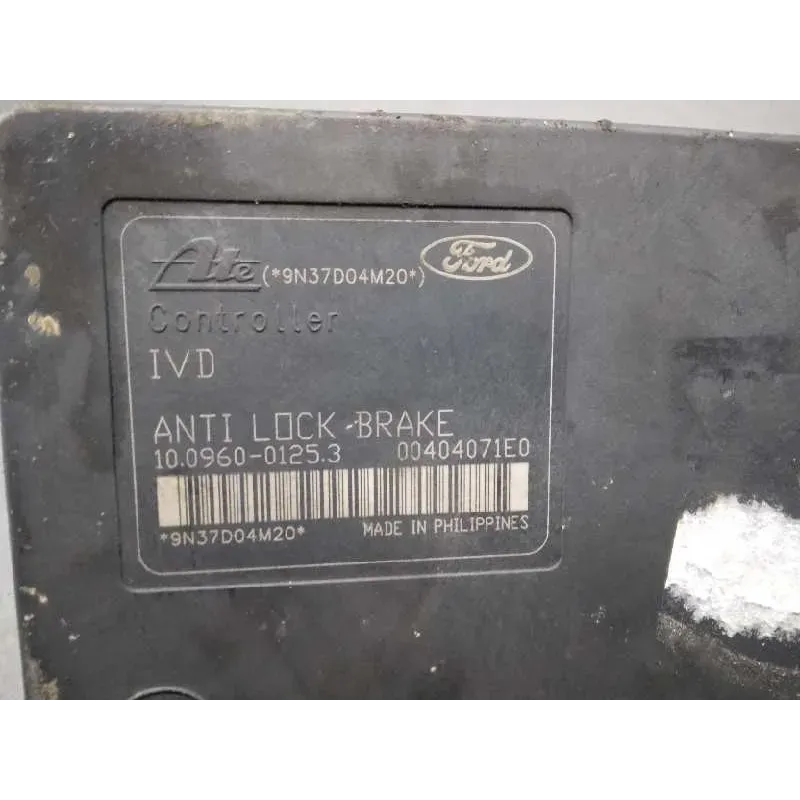 Ate (*9N37D04M20*) Ford
Controller
IVD
ANTI LOCK BRAKE
10.0960-0125.3 00404071E0
*9N37D04M20* MADE IN PHILIPPINES